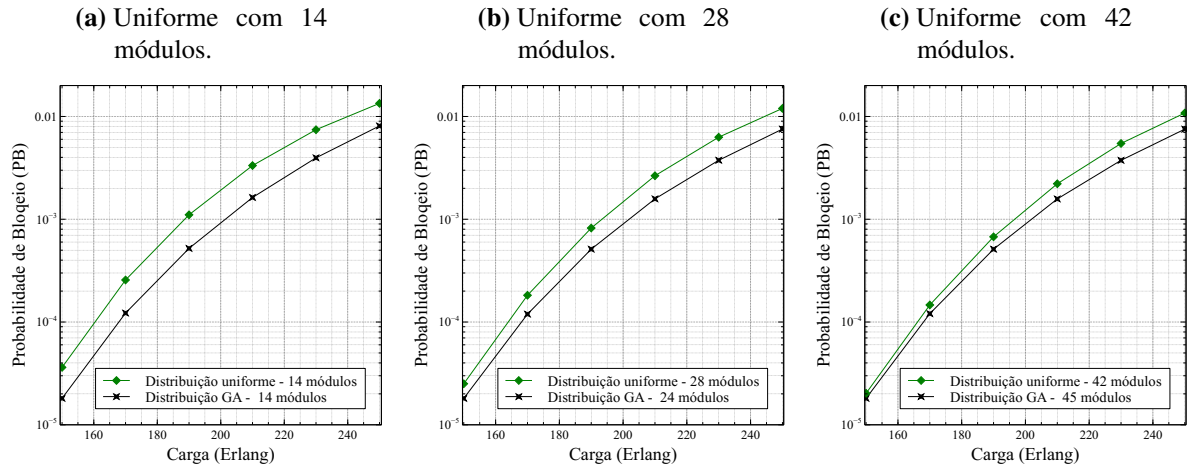 (a) Uniforme com 14
módulos.
(b) Uniforme com 28
módulos.
(c) Uniforme com 42
módulos.
Probabilidade de Bloqeio (PB)
0.01
10⁻³
10⁻⁴
10⁻⁵
Distribuição uniforme - 14 módulos
Distribuição GA - 14 módulos
160 180 200 220 240
Carga (Erlang)
Probabilidade de Bloqeio (PB)
0.01
10⁻³
10⁻⁴
10⁻⁵
Distribuição uniforme - 28 módulos
Distribuição GA - 24 módulos
160 180 200 220 240
Carga (Erlang)
Probabilidade de Bloqeio (PB)
0.01
10⁻³
10⁻⁴
10⁻⁵
Distribuição uniforme - 42 módulos
Distribuição GA - 45 módulos
160 180 200 220 240
Carga (Erlang)